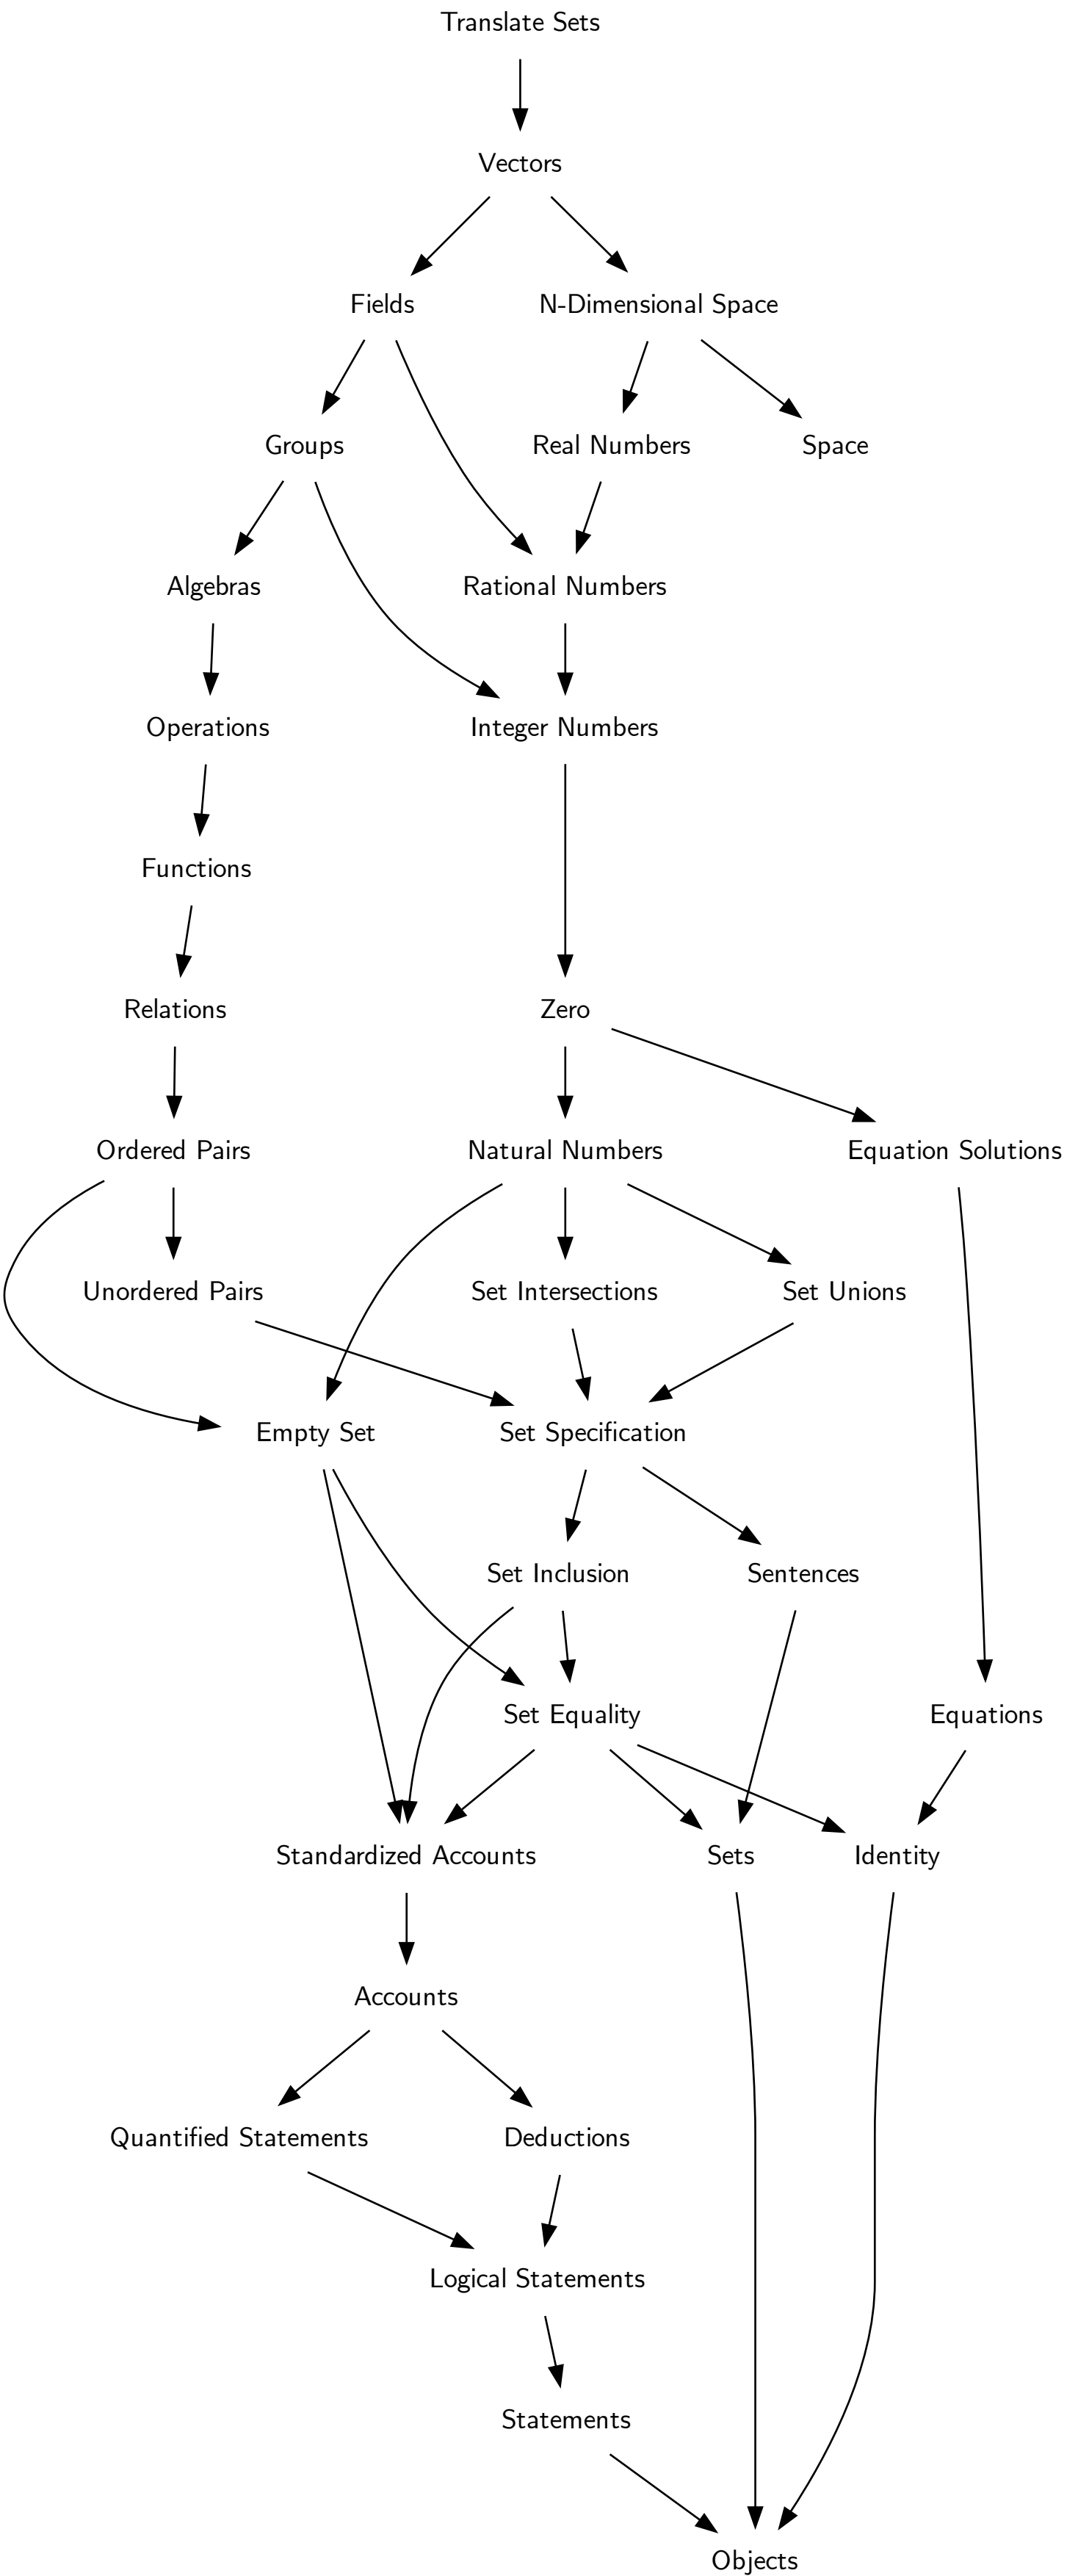 Translate Sets
Vectors
Fields
N-Dimensional Space
Groups
Real Numbers
Space
Algebras
Rational Numbers
Operations
Integer Numbers
Functions
Relations
Zero
Ordered Pairs
Natural Numbers
Equation Solutions
Unordered Pairs
Set Intersections
Set Unions
Empty Set
Set Specification
Set Inclusion
Sentences
Set Equality
Equations
Standardized Accounts
Sets
Identity
Accounts
Quantified Statements
Deductions
Logical Statements
Statements
Objects